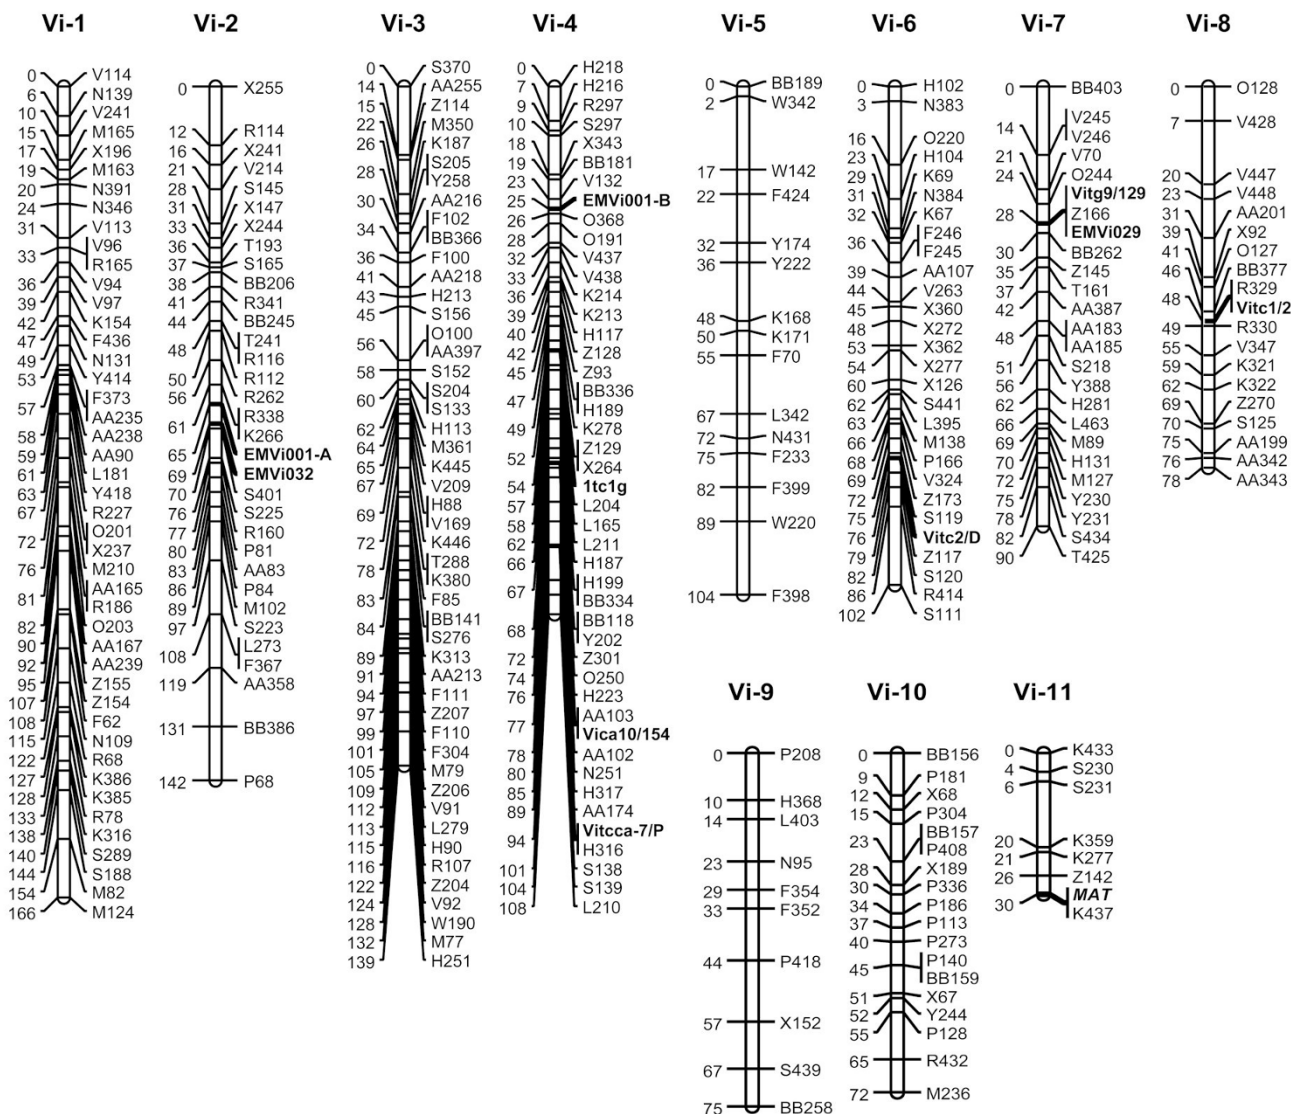 Vi-1
0 V114
6 N139
10 V241
15 M165
17 X196
19 M163
20 N391
24 N346
31 V113
33 V96
R165
36 V94
39 V97
42 K154
47 F436
49 N131
53 Y414
57 F373
AA235
58 AA238
59 AA90
61 L181
63 Y418
67 R227
72 O201
X237
76 M210
81 AA165
R186
82 O203
90 AA167
92 AA239
95 Z155
107 Z154
108 F62
115 N109
122 R68
127 K386
128 K385
133 R78
138 K316
140 S289
144 S188
154 M82
166 M124
Vi-2
0 X255
12 R114
16 X241
21 V214
28 S145
31 X147
33 X244
36 T193
37 S165
38 BB206
41 R341
44 BB245
48 T241
R116
50 R112
56 R262
61 R338
K266
65 EMVi001-A
69 EMVi032
70 S401
76 S225
77 R160
80 P81
83 AA83
86 P84
89 M102
97 S223
108 L273
F367
119 AA358
131 BB386
142 P68
Vi-3
0 S370
14 AA255
15 Z114
22 M350
26 K187
28 S205
Y258
30 AA216
34 F102
BB366
36 F100
41 AA218
43 H213
45 S156
56 O100
AA397
58 S152
60 S204
S133
62 H113
64 M361
65 K445
67 V209
69 H88
V169
72 K446
78 T288
K380
83 F85
84 BB141
S276
89 K313
91 AA213
94 F111
97 Z207
99 F110
101 F304
105 M79
109 Z206
112 V91
113 L279
115 H90
116 R107
122 Z204
124 V92
128 W190
132 M77
139 H251
Vi-4
0 H218
7 H216
9 R297
10 S297
18 X343
19 BB181
23 V132
25 EMVi001-B
26 O368
28 O191
32 V437
33 V438
36 K214
39 K213
40 H117
42 Z128
45 Z93
47 BB336
H189
49 K278
52 Z129
X264
54 1tc1g
57 L204
58 L165
62 L211
66 H187
67 H199
BB334
68 BB118
Y202
72 Z301
74 O250
76 H223
77 AA103
Vica10/154
78 AA102
80 N251
85 H317
89 AA174
94 Vitcca-7/P
H316
101 S138
104 S139
108 L210
Vi-5
0 BB189
2 W342
17 W142
22 F424
32 Y174
36 Y222
48 K168
50 K171
55 F70
67 L342
72 N431
75 F233
82 F399
89 W220
104 F398
Vi-6
0 H102
3 N383
16 O220
23 H104
29 K69
31 N384
32 K67
36 F246
F245
39 AA107
44 V263
45 X360
48 X272
53 X362
54 X277
60 X126
62 S441
63 L395
66 M138
68 P166
69 V324
72 Z173
75 S119
76 Vitc2/D
79 Z117
82 S120
86 R414
102 S111
Vi-7
0 BB403
14 V245
V246
21 V70
24 O244
28 Vitg9/129
Z166
EMVi029
30 BB262
35 Z145
37 T161
42 AA387
48 AA183
AA185
51 S218
56 Y388
62 H281
66 L463
68 M89
70 H131
72 M127
75 Y230
78 Y231
82 S434
90 T425
Vi-8
0 O128
7 V428
20 V447
23 V448
31 AA201
39 X92
41 O127
46 BB377
48 R329
Vitc1/2
49 R330
55 V347
59 K321
62 K322
69 Z270
70 S125
75 AA199
76 AA342
78 AA343
Vi-9
0 P208
10 H368
14 L403
23 N95
29 F354
33 F352
44 P418
57 X152
67 S439
75 BB258
Vi-10
0 BB156
9 P181
12 X68
15 P304
23 BB157
P408
28 X189
30 P336
34 P186
37 P113
40 P273
45 P140
BB159
51 X67
52 Y244
55 P128
65 R432
72 M236
Vi-11
0 K433
4 S230
6 S231
20 K359
21 K277
26 Z142
30 MAT
K437